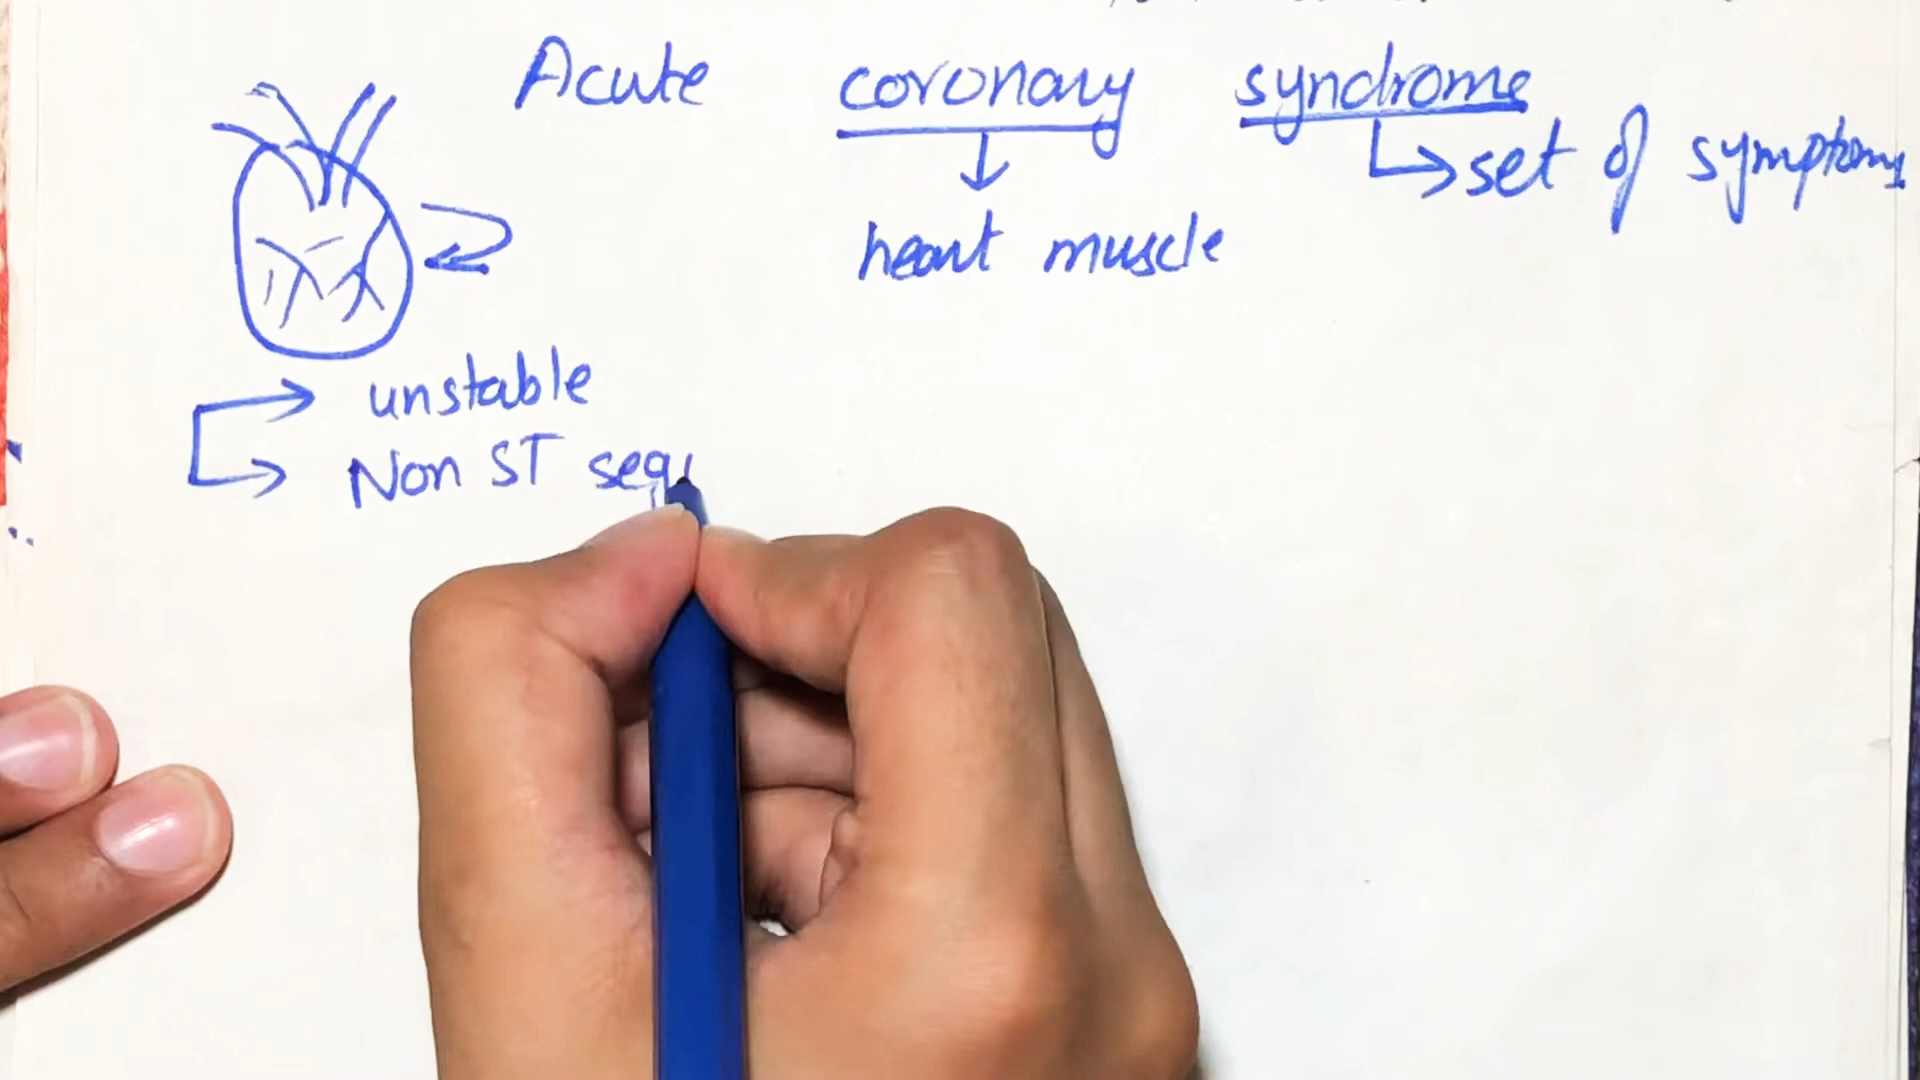 Acute coronary syndrome
set of symptoms
heart muscle
unstable
Non ST seg